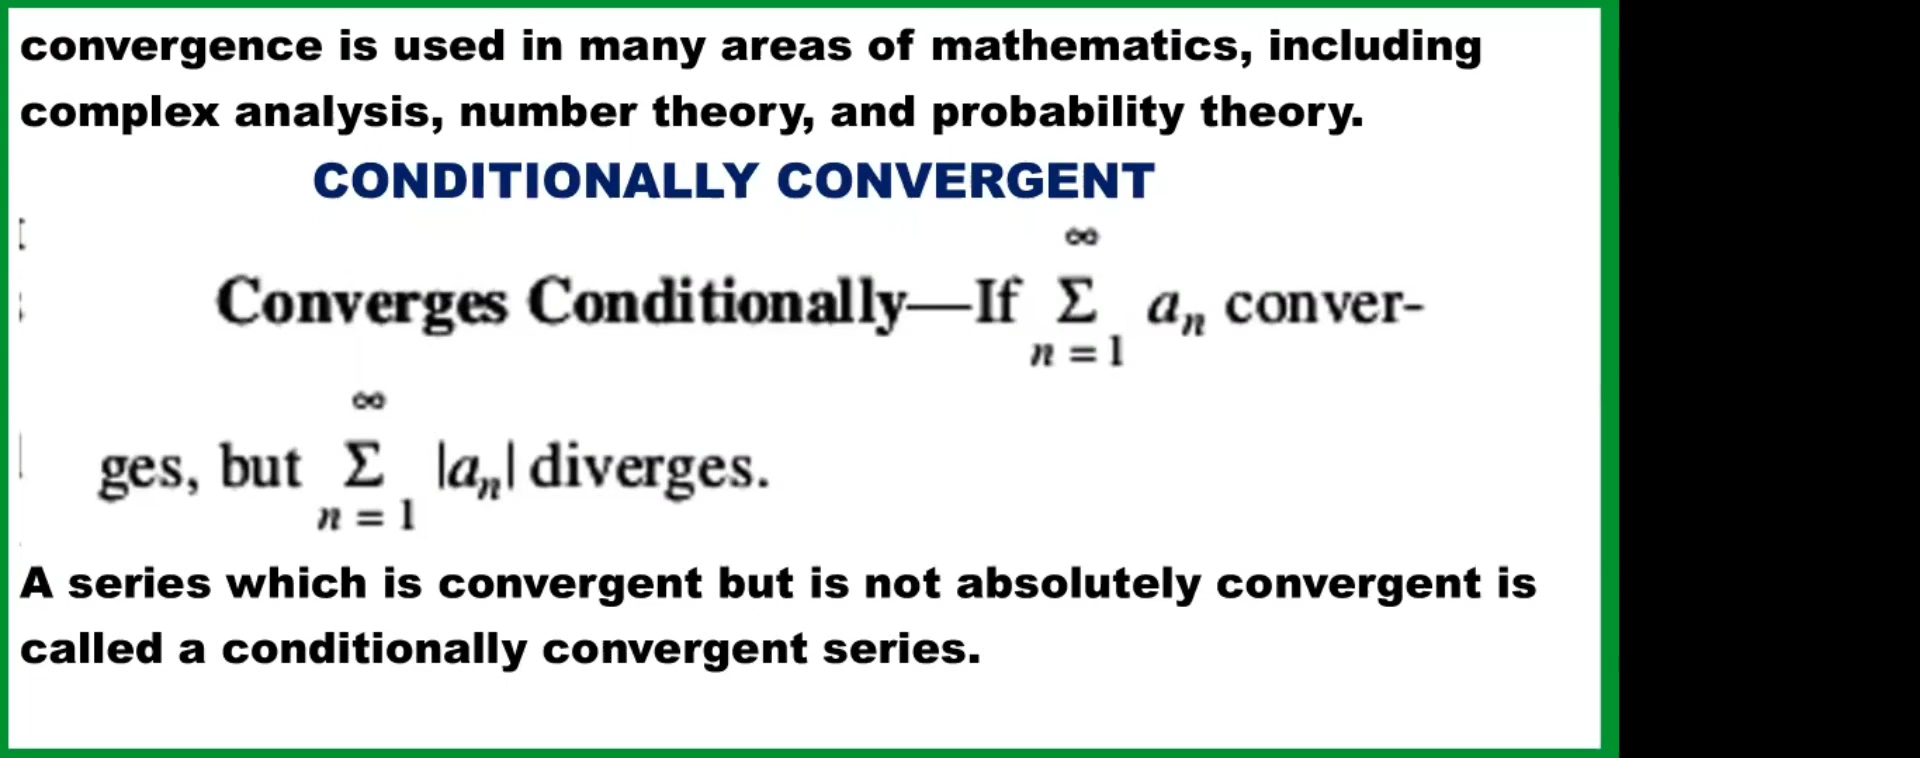 convergence is used in many areas of mathematics, including
complex analysis, number theory, and probability theory.
CONDITIONALLY CONVERGENT
∞
Converges Conditionally—If Σ aₙ conver-
n = 1
∞
ges, but Σ |aₙ| diverges.
n = 1
A series which is convergent but is not absolutely convergent is
called a conditionally convergent series.